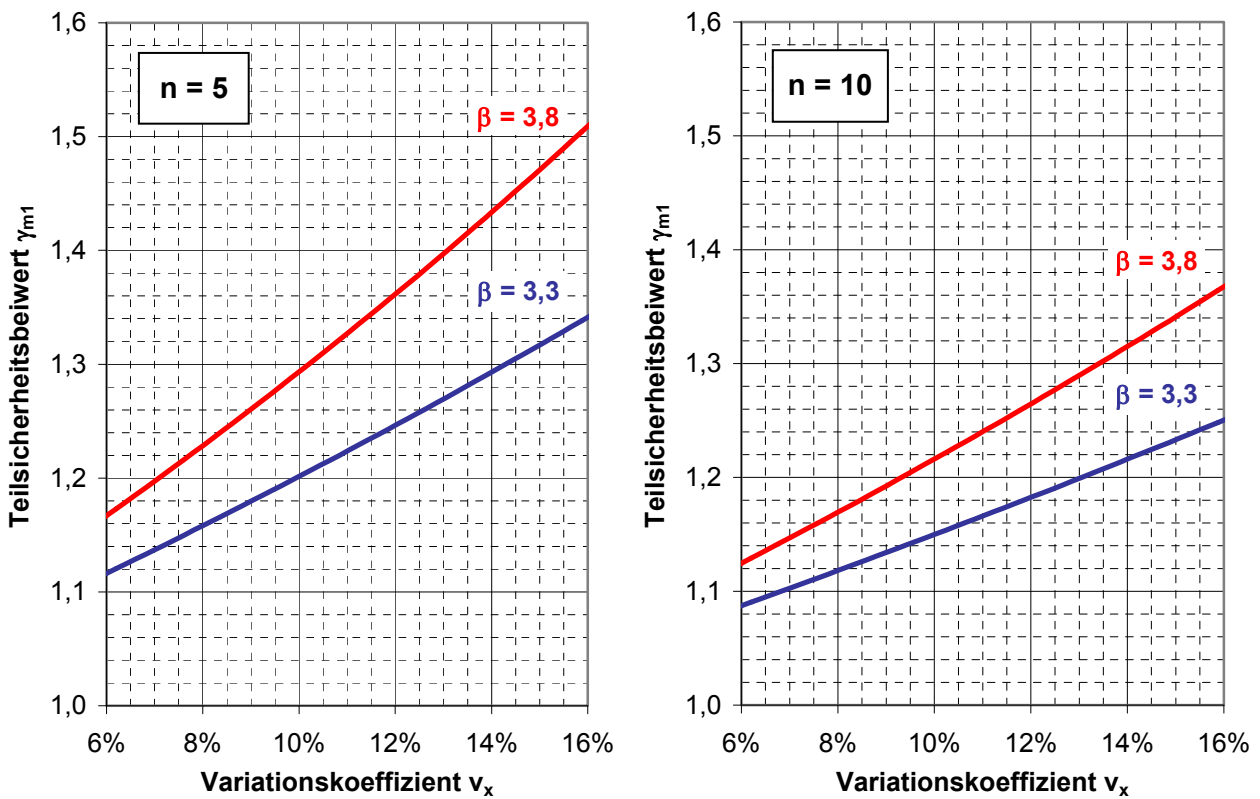 n = 5
β = 3,8
β = 3,3
Teilsicherheitsbeiwert γm1
1,6
1,5
1,4
1,3
1,2
1,1
1,0
6% 8% 10% 12% 14% 16%
Variationskoeffizient vx
n = 10
β = 3,8
β = 3,3
Teilsicherheitsbeiwert γm1
1,6
1,5
1,4
1,3
1,2
1,1
1,0
6% 8% 10% 12% 14% 16%
Variationskoeffizient vx